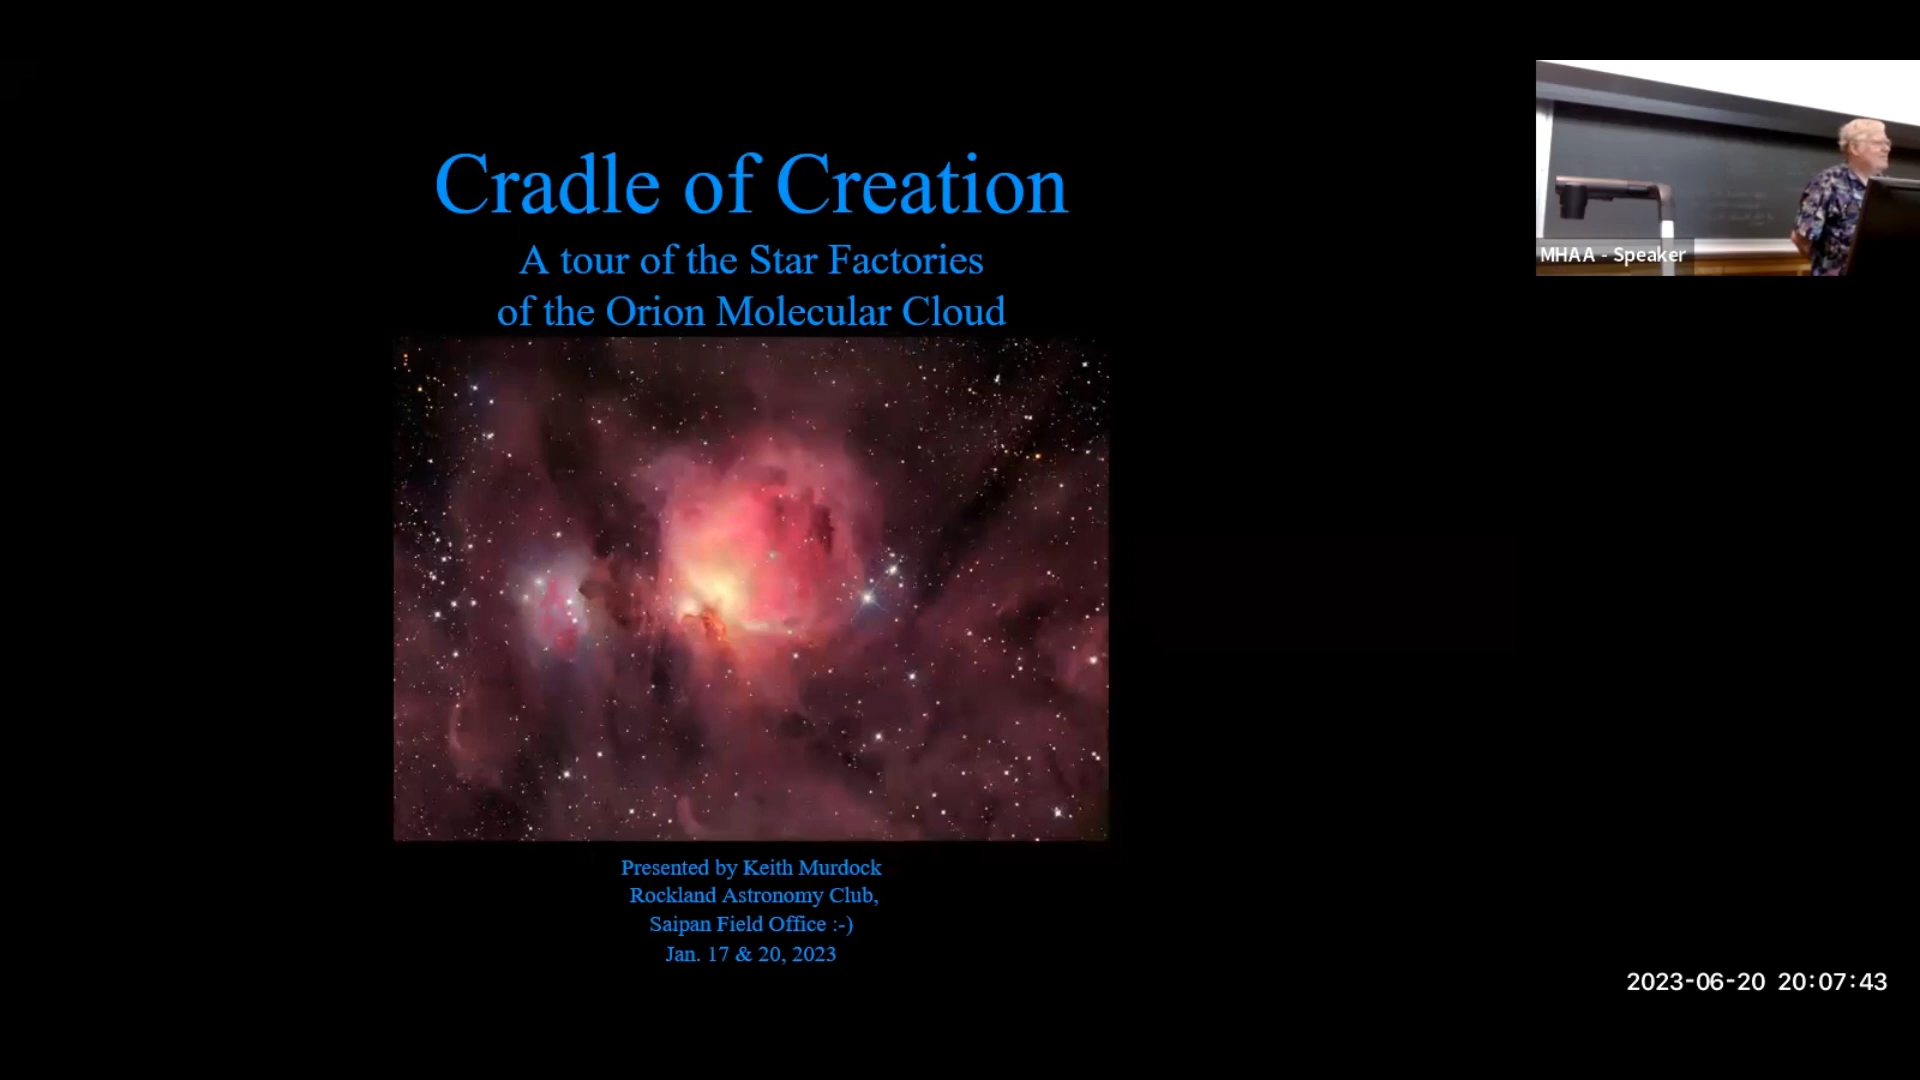 Cradle of Creation
A tour of the Star Factories
of the Orion Molecular Cloud
Presented by Keith Murdock
Rockland Astronomy Club,
Saipan Field Office :-)
Jan. 17 & 20, 2023
MHAA - Speaker
2023-06-20 20:07:43